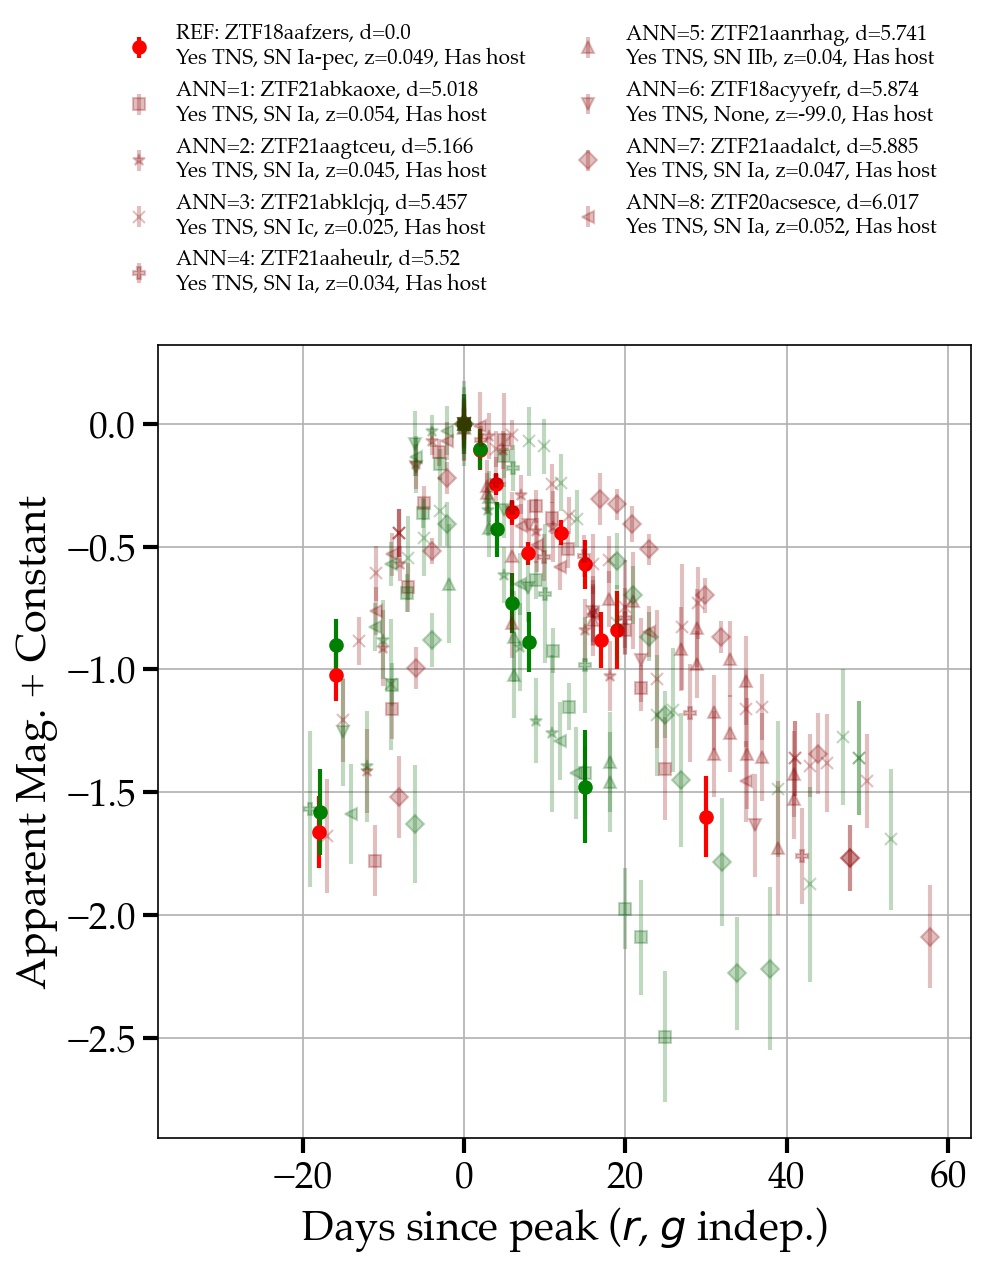 REF: ZTF18aafzers, d=0.0
Yes TNS, SN Ia-pec, z=0.049, Has host
ANN=1: ZTF21abkaoxe, d=5.018
Yes TNS, SN Ia, z=0.054, Has host
ANN=2: ZTF21aagtceu, d=5.166
Yes TNS, SN Ia, z=0.045, Has host
ANN=3: ZTF21abklcjq, d=5.457
Yes TNS, SN Ic, z=0.025, Has host
ANN=4: ZTF21aaheulr, d=5.52
Yes TNS, SN Ia, z=0.034, Has host
ANN=5: ZTF21aanrhag, d=5.741
Yes TNS, SN IIb, z=0.04, Has host
ANN=6: ZTF18acyyefr, d=5.874
Yes TNS, None, z=-99.0, Has host
ANN=7: ZTF21aadalct, d=5.885
Yes TNS, SN Ia, z=0.047, Has host
ANN=8: ZTF20acsesce, d=6.017
Yes TNS, SN Ia, z=0.052, Has host
Apparent Mag. + Constant
0.0
−0.5
−1.0
−1.5
−2.0
−2.5
−20
0
20
40
60
Days since peak (r, g indep.)